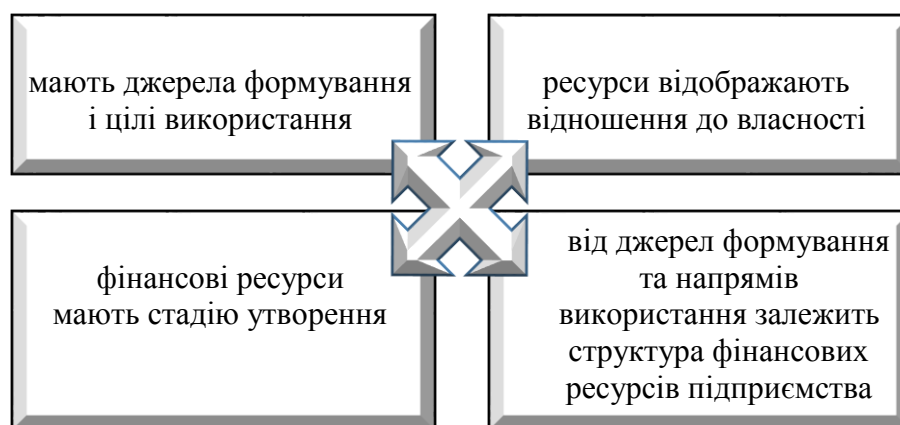 мають джерела формування
і цілі використання
ресурси відображають
відношення до власності
фінансові ресурси
мають стадію утворення
від джерел формування
та напрямів
використання залежить
структура фінансових
ресурсів підприємства